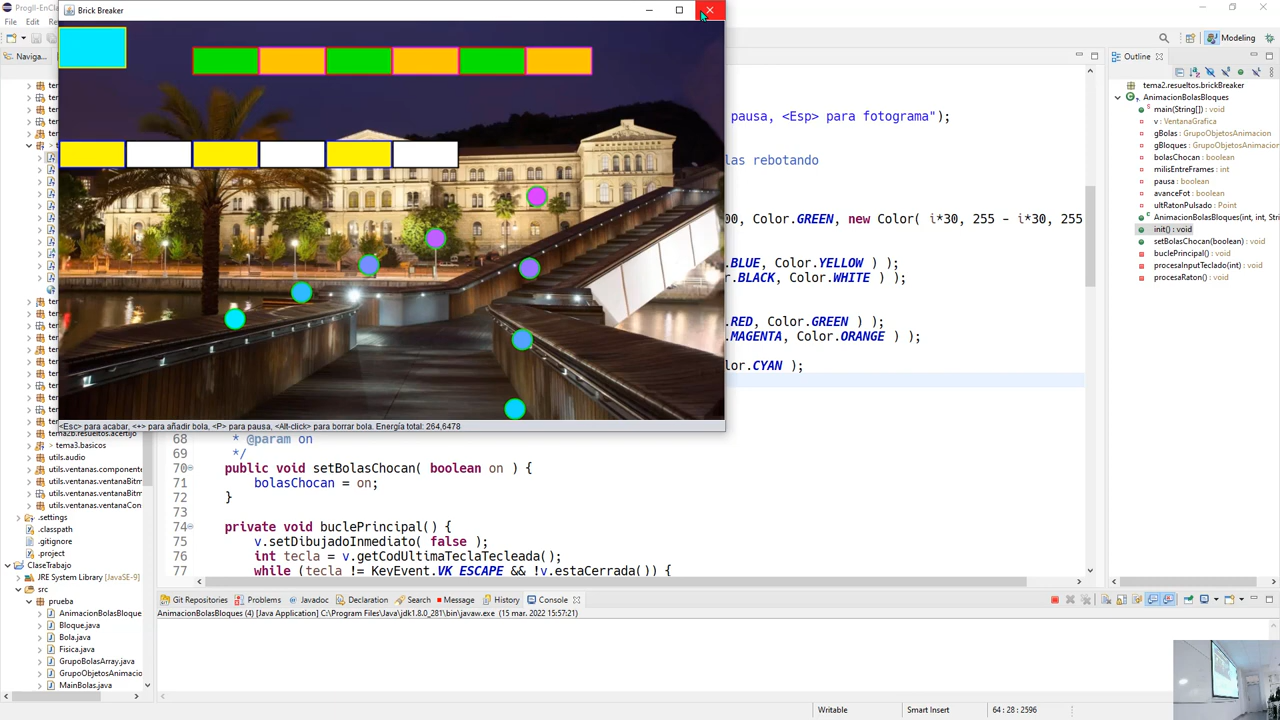 ProgII-EnCla
Brick Breaker
File
Edit
Modeling
Naviga...
Outline
tema2.resueltos.brickBreaker
AnimacionBolasBloques
main(String[]) : void
v : VentanaGrafica
gBolas : GrupoObjetosAnimacion
gBloques : GrupoObjetosAnimacion
bolasChocan : boolean
milisEntreFrames : int
pausa : boolean
avanceFot : boolean
ultRatonPulsado : Point
AnimacionBolasBloques(int, int, Str
init() : void
setBolasChocan(boolean) : void
buclePrincipal() : void
procesaInputTeclado(int) : void
procesaRaton() : void
pausa, <Esp> para fotograma");
las rebotando
00, Color.GREEN, new Color( i*30, 255 - i*30, 255
.BLUE, Color.YELLOW ) );
.BLACK, Color.WHITE ) );
.RED, Color.GREEN ) );
.MAGENTA, Color.ORANGE ) );
lor.CYAN );
<Esc> para acabar, <+> para añadir bola, <P> para pausa, <Alt-click> para borrar bola. Energía total: 264,6478
tema2b.resueltos.acertijo
tema3.basicos
utils.audio
utils.ventanas.componente
utils.ventanas.ventanaBitm
utils.ventanas.ventanaBitm
utils.ventanas.ventanaCon
.settings
.classpath
.gitignore
.project
ClaseTrabajo
JRE System Library [JavaSE-9]
src
prueba
AnimacionBolasBloque
Bloque.java
Bola.java
Fisica.java
GrupoBolasArray.java
GrupoObjetosAnimacio
MainBolas.java
68 * @param on
69 */
70 public void setBolasChocan( boolean on ) {
71 bolasChocan = on;
72 }
73
74 private void buclePrincipal() {
75 v.setDibujadoInmediato( false );
76 int tecla = v.getCodUltimaTeclaTecleada();
77 while (tecla != KeyEvent.VK_ESCAPE && !v.estaCerrada()) {
Git Repositories
Problems
Javadoc
Declaration
Search
Message
History
Console
AnimacionBolasBloques (4) [Java Application] C:\Program Files\Java\jdk1.8.0_281\bin\javaw.exe (15 mar. 2022 15:57:21)
Writable
Smart Insert
64 : 28 : 2596